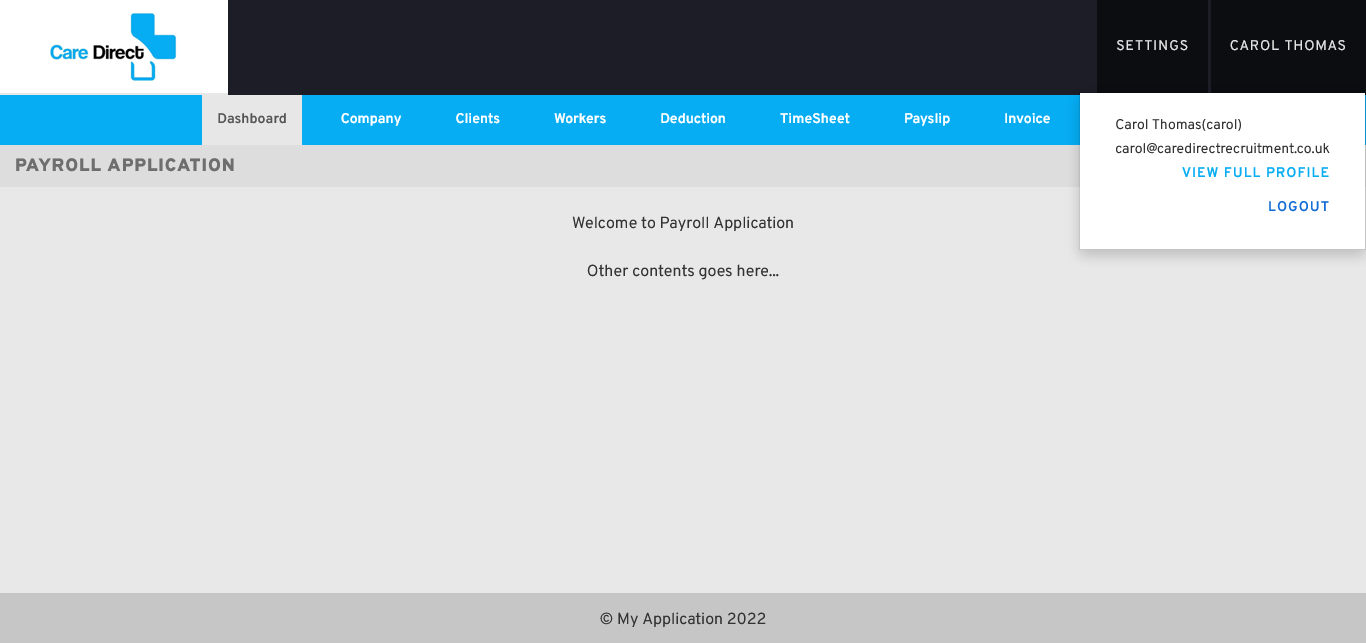 Care Direct
SETTINGS
CAROL THOMAS
Dashboard
Company
Clients
Workers
Deduction
TimeSheet
Payslip
Invoice
Carol Thomas(carol)
carol@caredirectrecruitment.co.uk
VIEW FULL PROFILE
LOGOUT
PAYROLL APPLICATION
Welcome to Payroll Application
Other contents goes here...
© My Application 2022